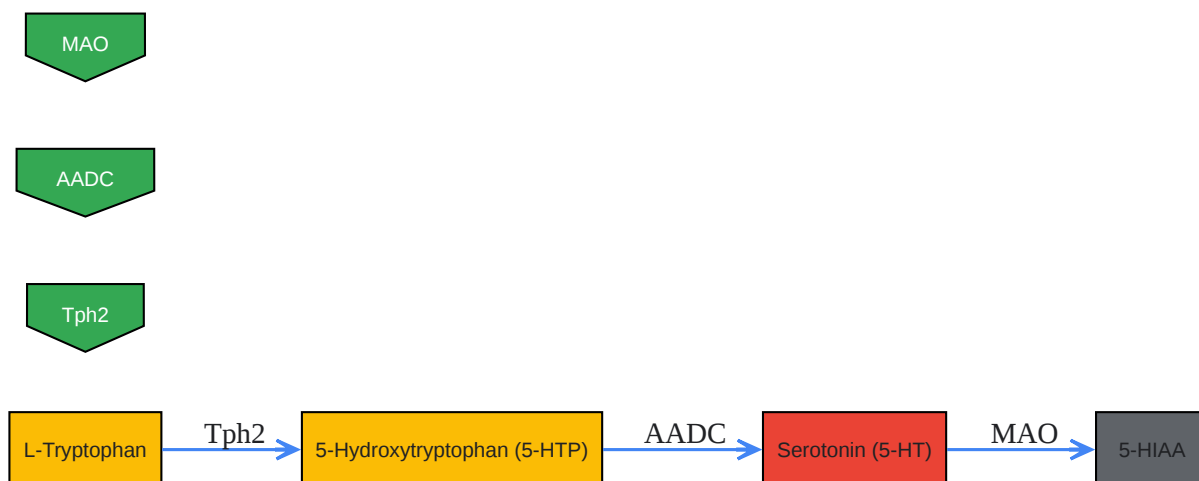 MAO
AADC
Tph2
L-Tryptophan
Tph2
5-Hydroxytryptophan (5-HTP)
AADC
Serotonin (5-HT)
MAO
5-HIAA